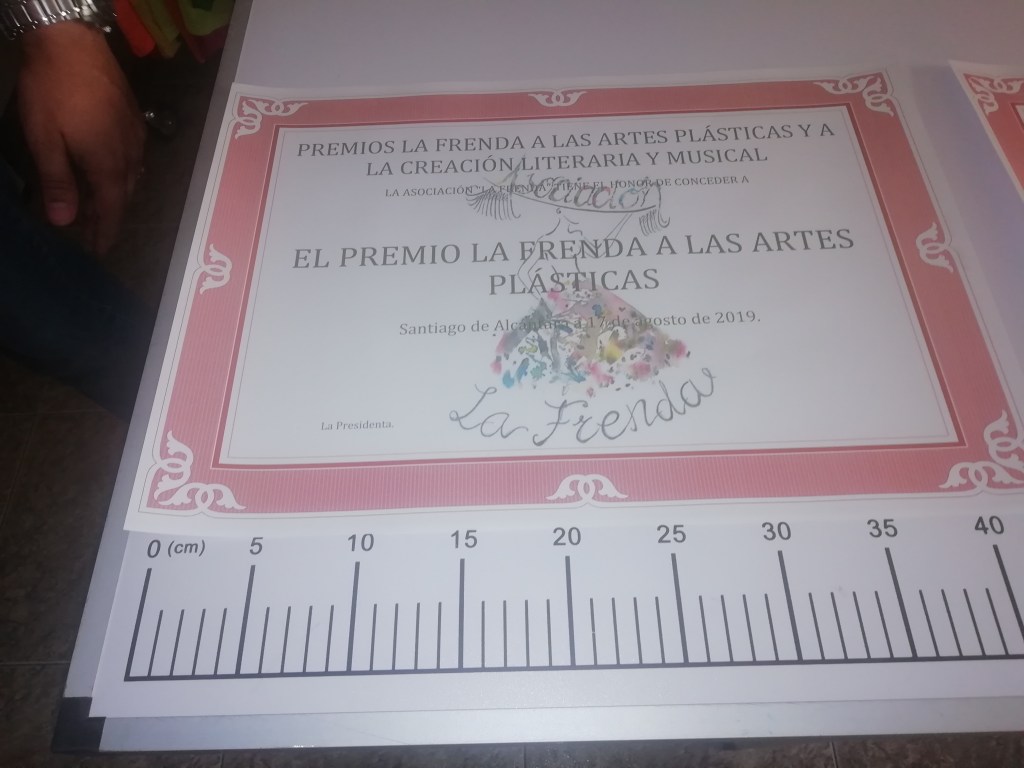 PREMIOS LA FRENDA A LAS ARTES PLÁSTICAS Y A
LA CREACIÓN LITERARIA Y MUSICAL
LA ASOCIACIÓN "LA FRENDA" TIENE EL HONOR DE CONCEDER A
EL PREMIO LA FRENDA A LAS ARTES
PLÁSTICAS
Santiago de Alcántara a 17 de agosto de 2019.
La Frenda
La Presidenta.
0 (cm) 5 10 15 20 25 30 35 40